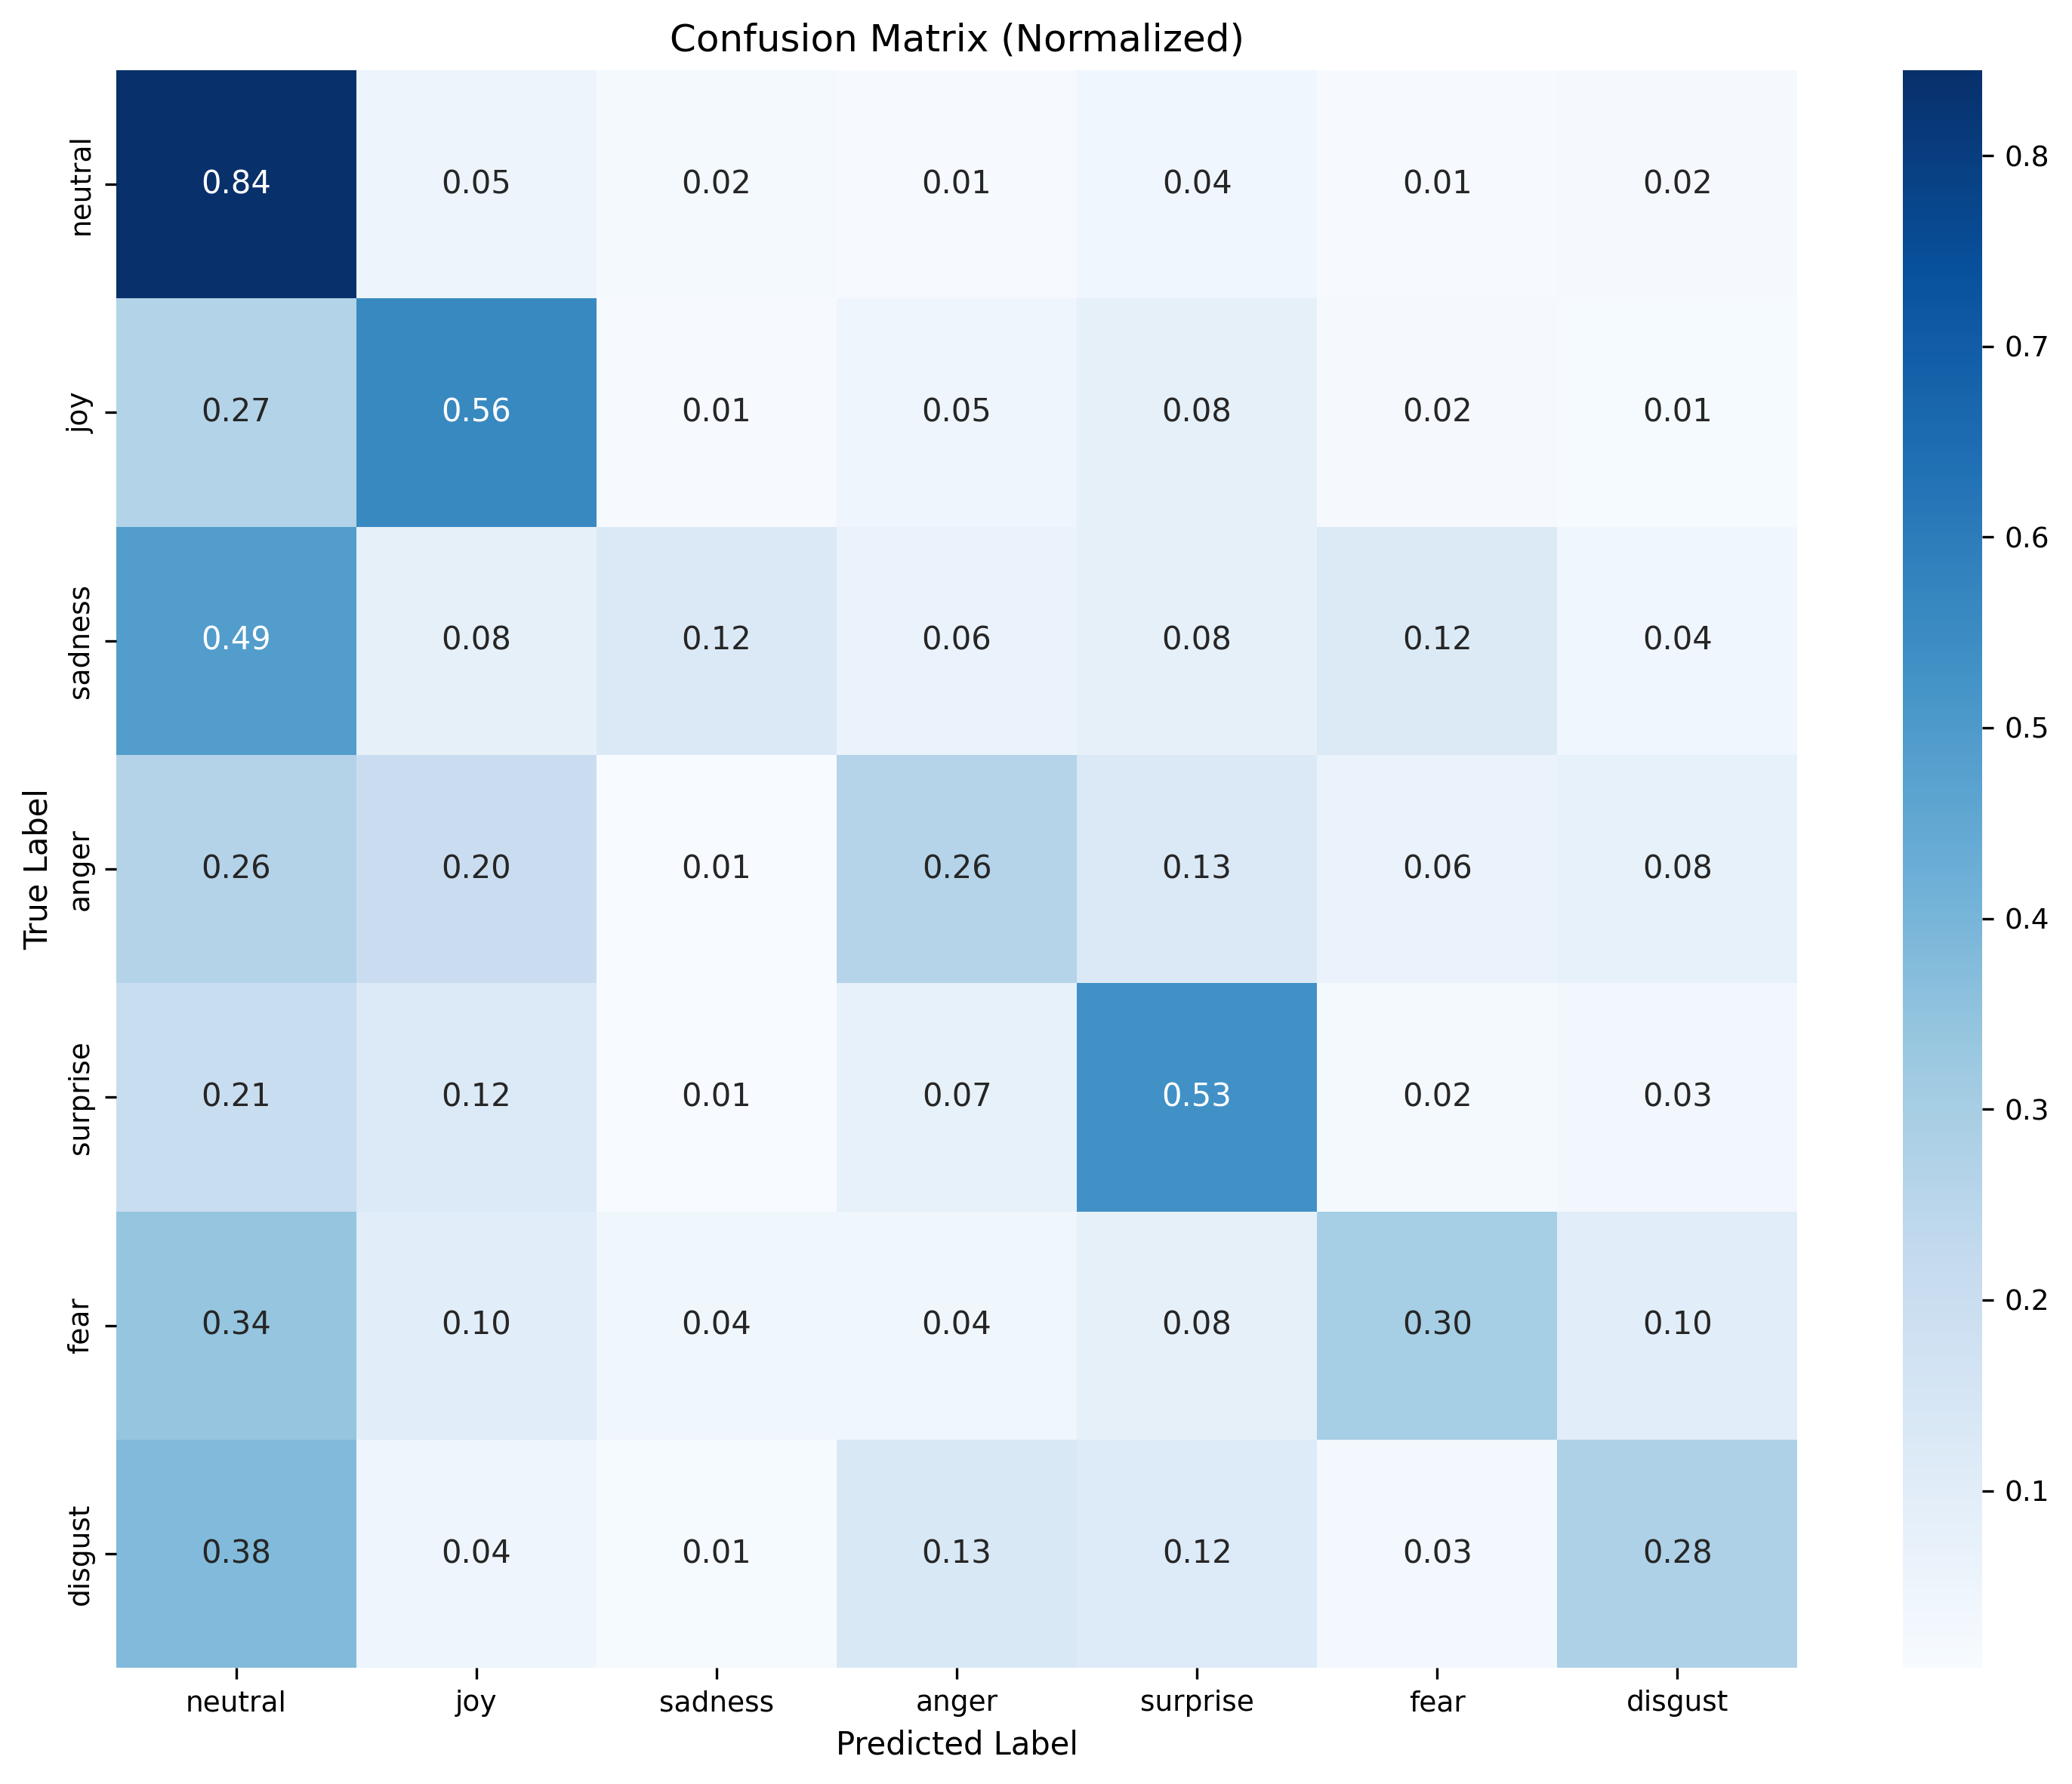 Confusion Matrix (Normalized)
True Label
neutral 0.84 0.05 0.02 0.01 0.04 0.01 0.02
joy 0.27 0.56 0.01 0.05 0.08 0.02 0.01
sadness 0.49 0.08 0.12 0.06 0.08 0.12 0.04
anger 0.26 0.20 0.01 0.26 0.13 0.06 0.08
surprise 0.21 0.12 0.01 0.07 0.53 0.02 0.03
fear 0.34 0.10 0.04 0.04 0.08 0.30 0.10
disgust 0.38 0.04 0.01 0.13 0.12 0.03 0.28
neutral joy sadness anger surprise fear disgust
Predicted Label
0.8
0.7
0.6
0.5
0.4
0.3
0.2
0.1